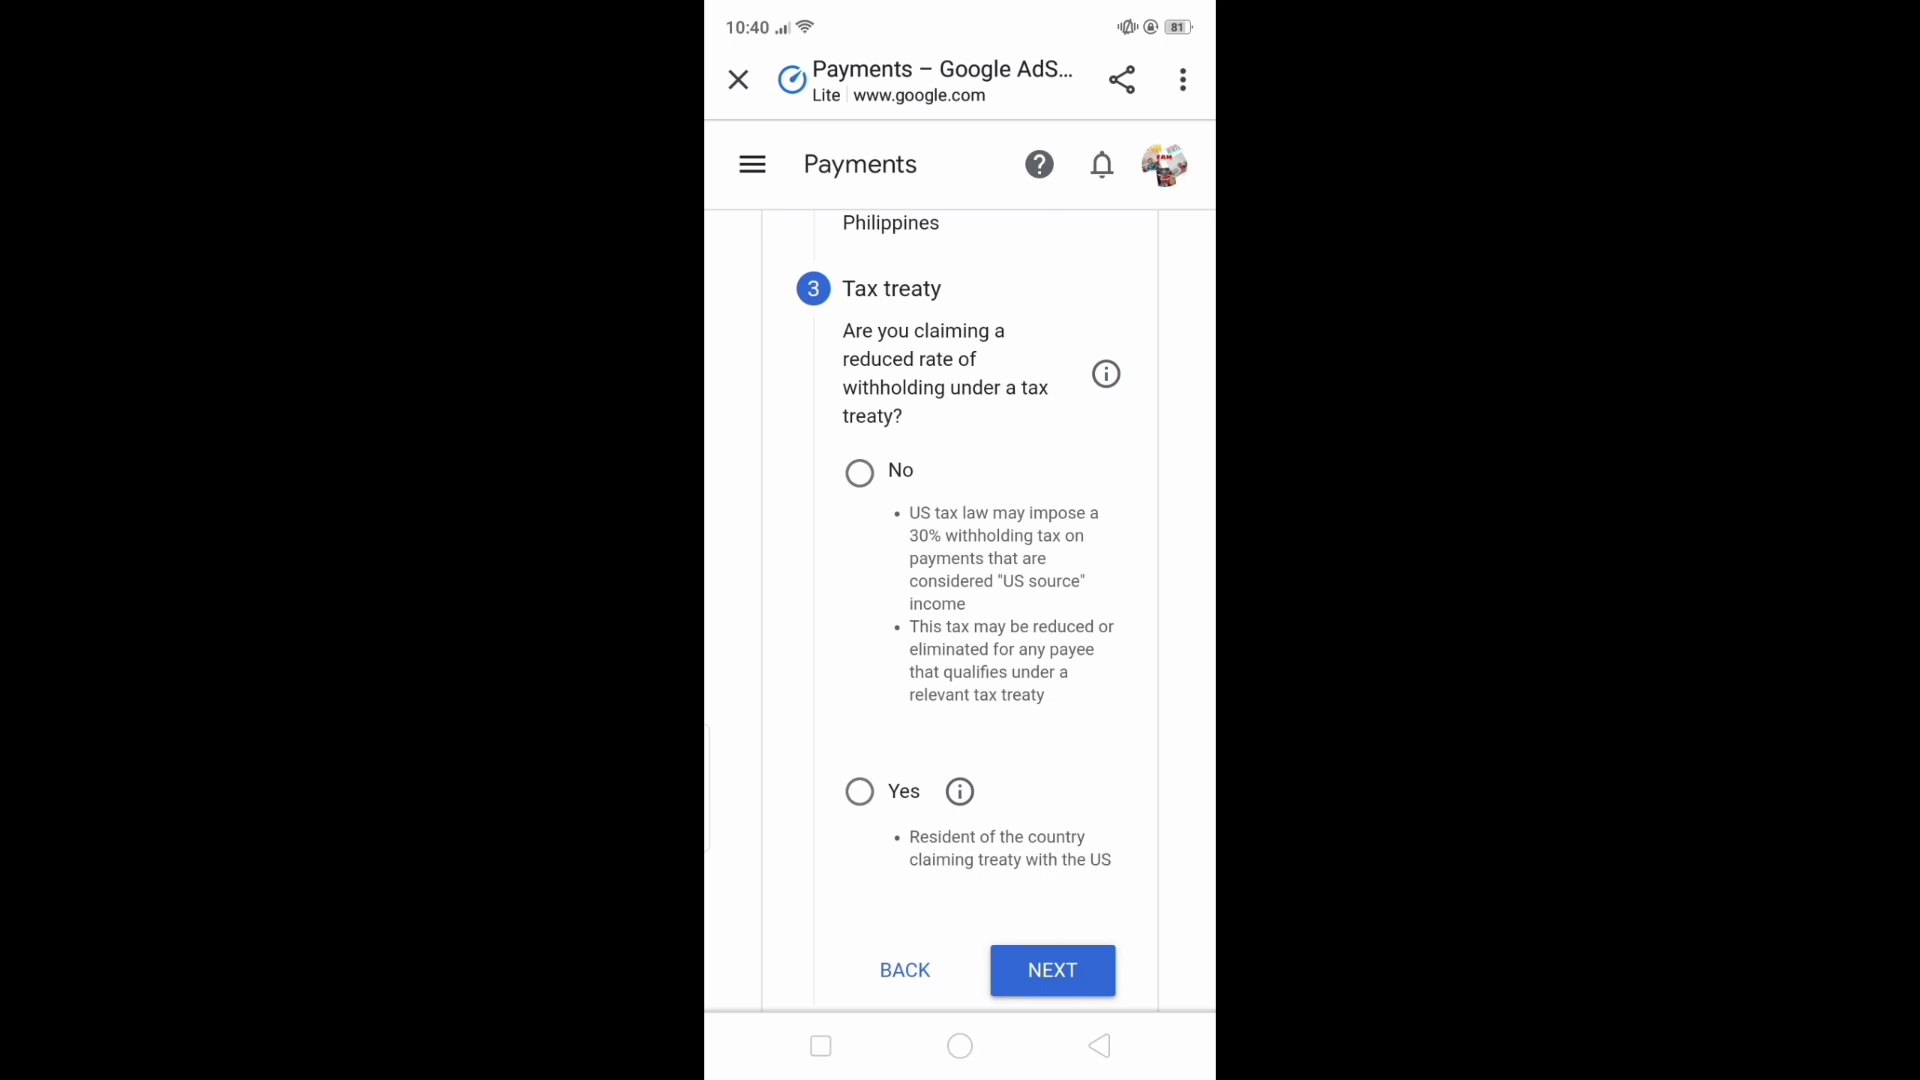 10:40
81
Payments – Google AdS...
Lite www.google.com
Payments
Philippines
3 Tax treaty
Are you claiming a
reduced rate of
withholding under a tax
treaty?
No
• US tax law may impose a
30% withholding tax on
payments that are
considered "US source"
income
• This tax may be reduced or
eliminated for any payee
that qualifies under a
relevant tax treaty
Yes
• Resident of the country
claiming treaty with the US
BACK NEXT